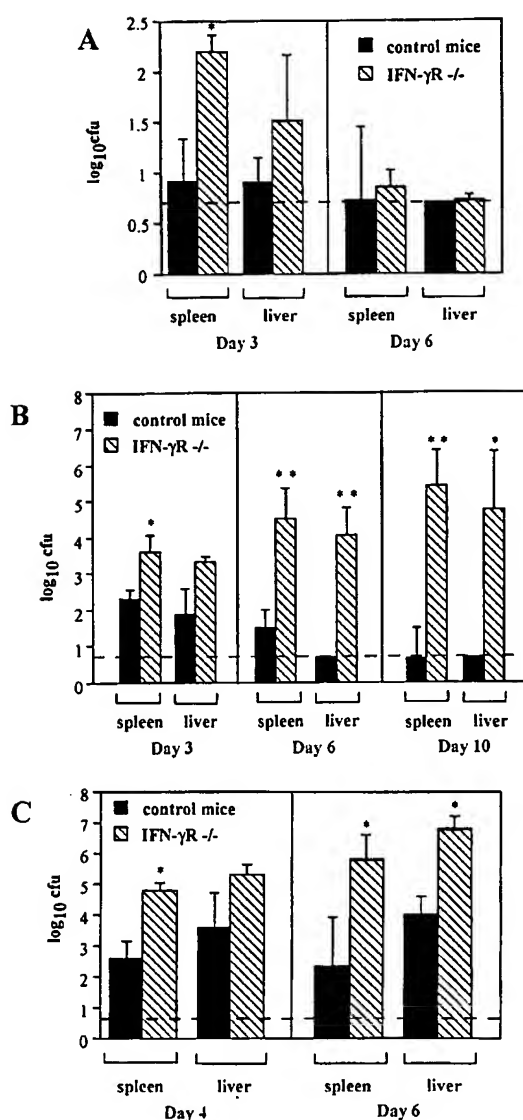 A
log10cfu
2.5
2
1.5
1
0.5
0
*
control mice
IFN-γR -/-
spleen liver spleen liver
Day 3 Day 6
B
log10 cfu
8
7
6
5
4
3
2
1
0
control mice
IFN-γR -/-
*
** **
** *
spleen liver spleen liver spleen liver
Day 3 Day 6 Day 10
C
log10 cfu
8
7
6
5
4
3
2
1
0
control mice
IFN-γR -/-
*
* *
spleen liver spleen liver
Day 4 Day 6